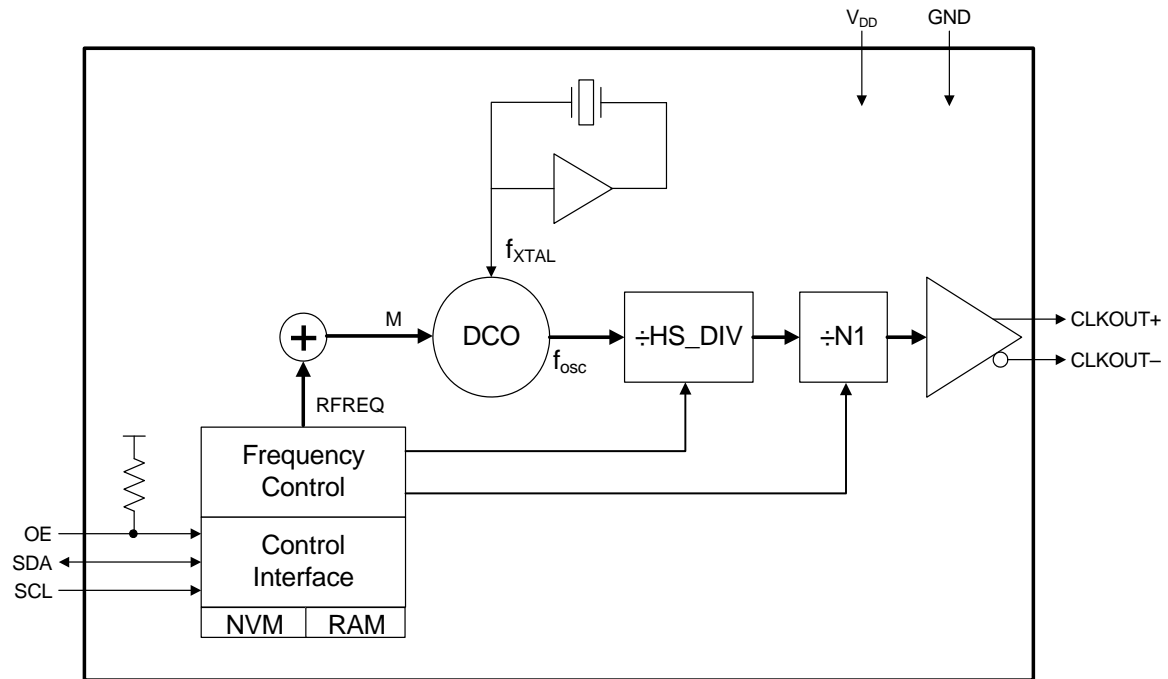 VDD
GND
fXTAL
M
DCO
fosc
÷HS_DIV
÷N1
CLKOUT+
CLKOUT–
+
RFREQ
Frequency
Control
OE
SDA
SCL
Control
Interface
NVM
RAM